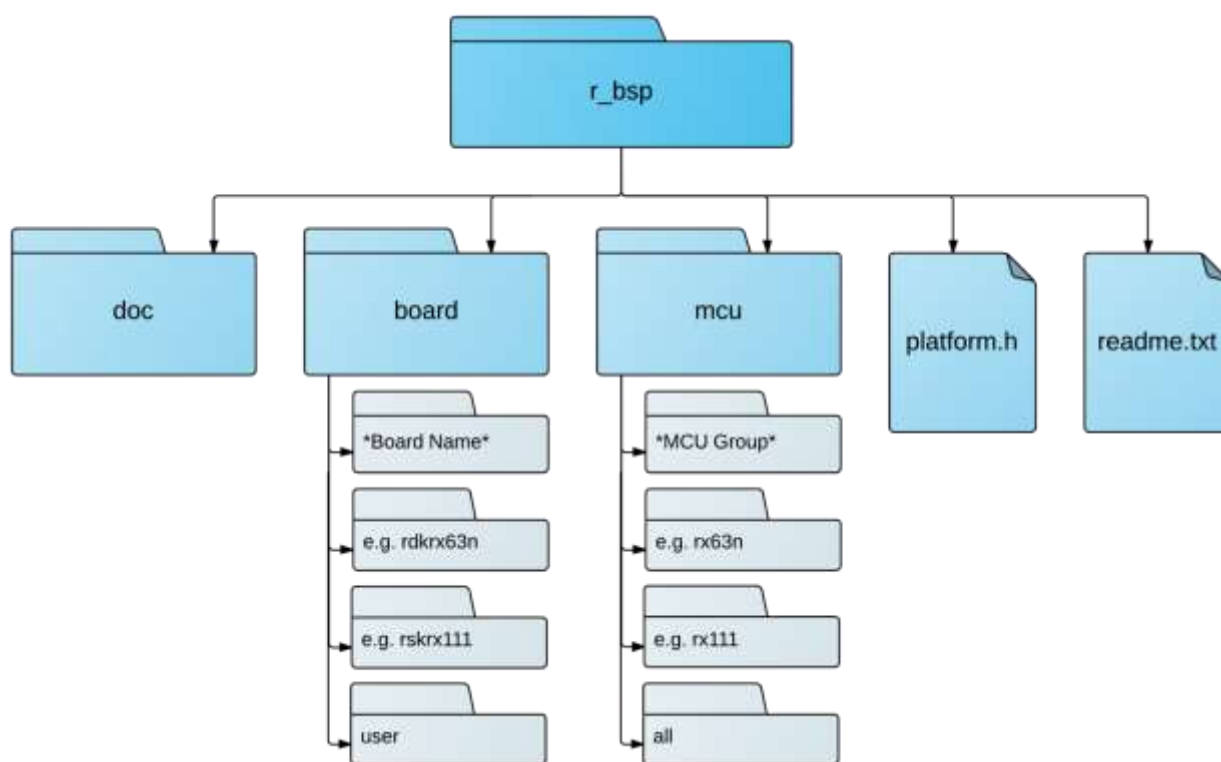 r_bsp
doc
board
mcu
platform.h
readme.txt
*Board Name*
*MCU Group*
e.g. rdkrx63n
e.g. rx63n
e.g. rskrx111
e.g. rx111
user
all